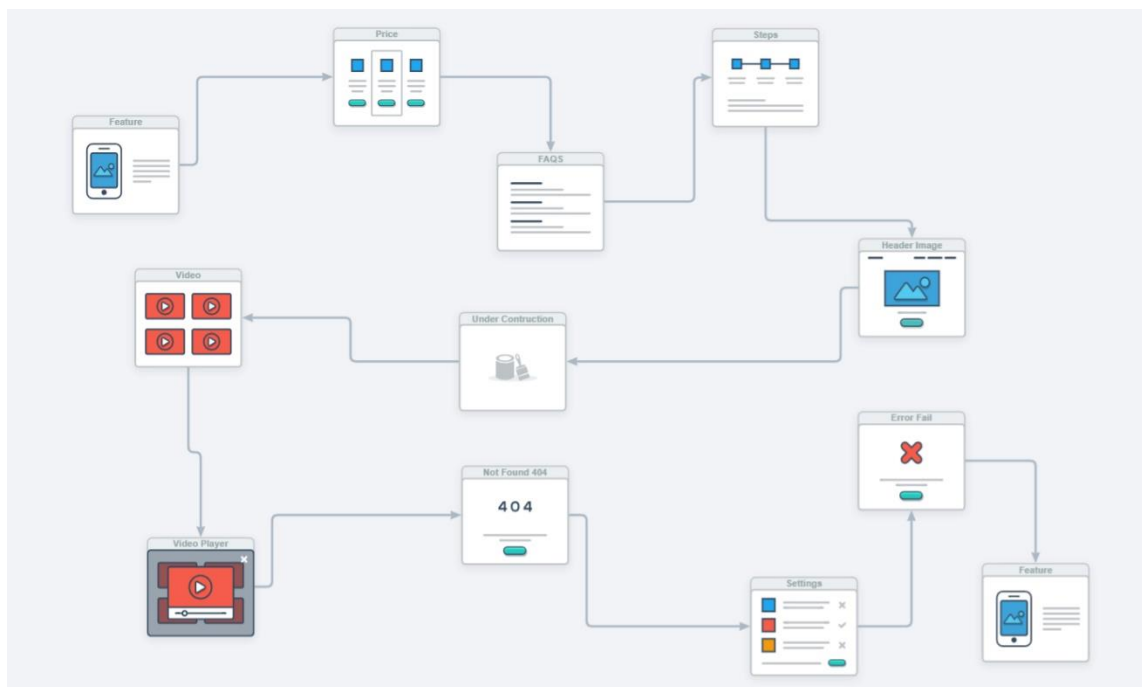 Price
Steps
Feature
FAQS
Header Image
Video
Under Contruction
Error Fail
Not Found 404
404
Video Player
Settings
Feature